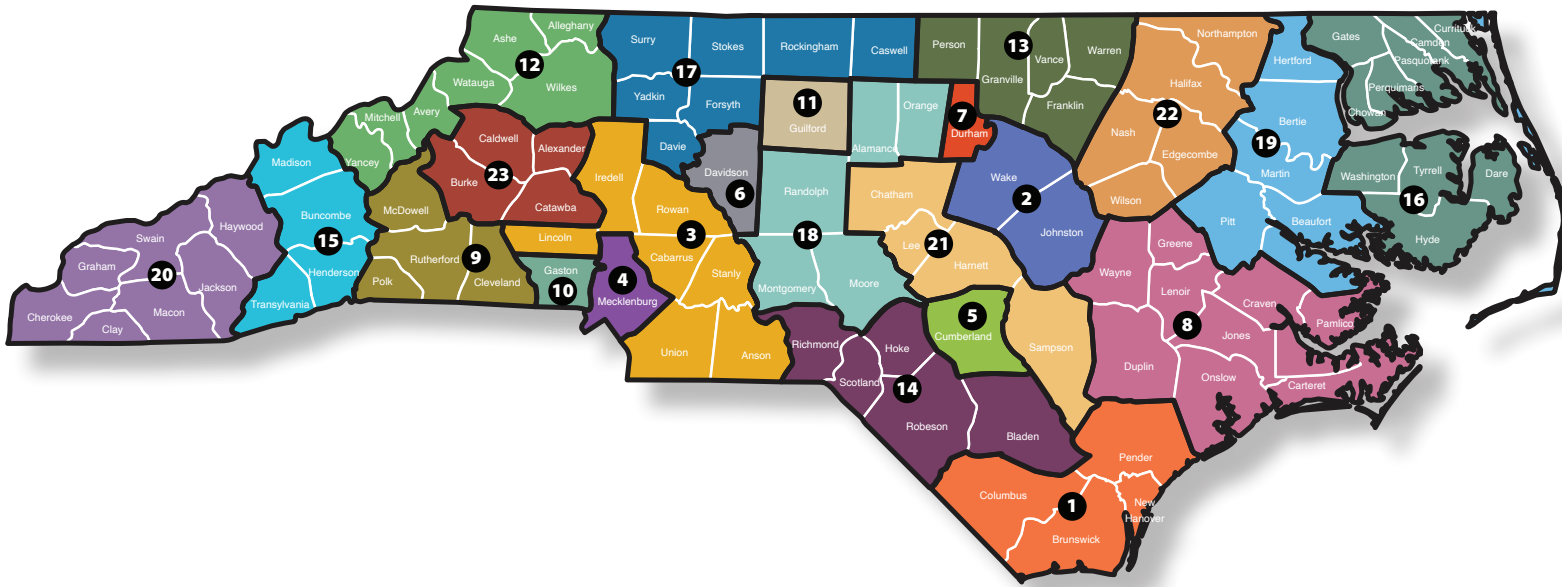 Ashe
Alleghany
12
Watauga
Wilkes
Mitchell
Avery
Yancey
Surry
Stokes
Rockingham
Caswell
17
Yadkin
Forsyth
Davie
Person
13
Granville
Vance
Warren
Franklin
Northampton
Halifax
22
Nash
Edgecombe
Wilson
Hertford
Bertie
19
Martin
Pitt
Beaufort
Gates
Currituck
Camden
Pasquotank
Perquimans
Chowan
Washington
Tyrrell
Dare
16
Hyde
11
Guilford
Alamance
Orange
7
Durham
Caldwell
Alexander
23
Burke
Catawba
Iredell
Rowan
3
Lincoln
Cabarrus
Stanly
Union
Anson
Davidson
6
Randolph
18
Montgomery
Moore
Chatham
Lee
21
Harnett
Sampson
Wake
2
Johnston
Madison
Buncombe
15
Henderson
Transylvania
McDowell
Rutherford
9
Polk
Cleveland
Gaston
10
4
Mecklenburg
Swain
Haywood
Graham
20
Jackson
Cherokee
Macon
Clay
Greene
Wayne
Lenoir
Craven
8
Jones
Pamlico
Duplin
Onslow
Carteret
5
Cumberland
Richmond
Hoke
Scotland
14
Robeson
Bladen
Pender
Columbus
1
New
Hanover
Brunswick